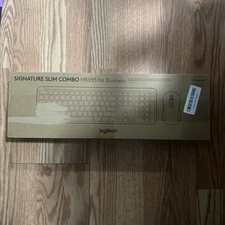 SIGNATURE SLIM COMBO MK955 for Business
logitech